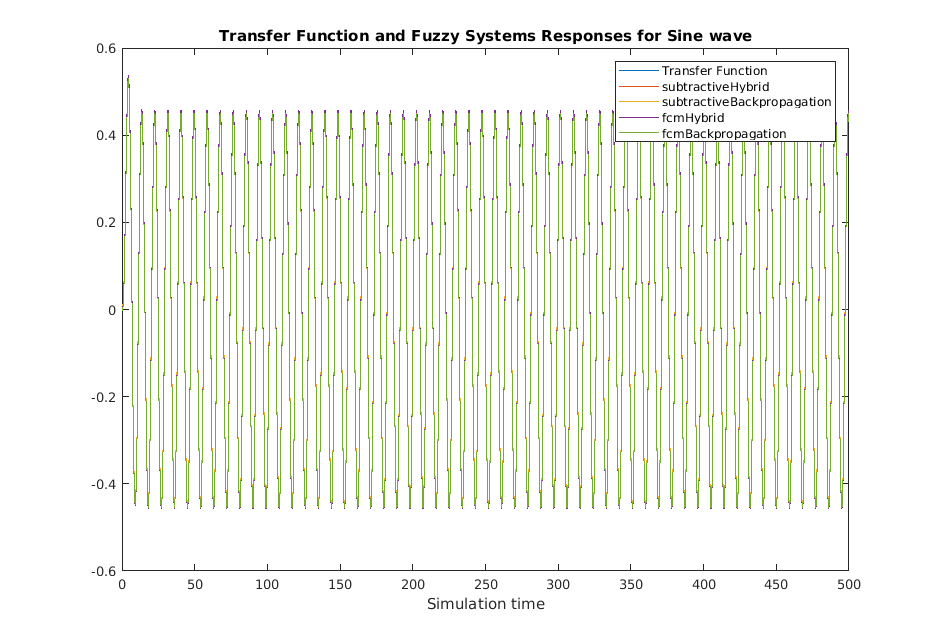 Transfer Function and Fuzzy Systems Responses for Sine wave
Transfer Function
subtractiveHybrid
subtractiveBackpropagation
fcmHybrid
fcmBackpropagation
0.6
0.4
0.2
0
-0.2
-0.4
-0.6
0 50 100 150 200 250 300 350 400 450 500
Simulation time